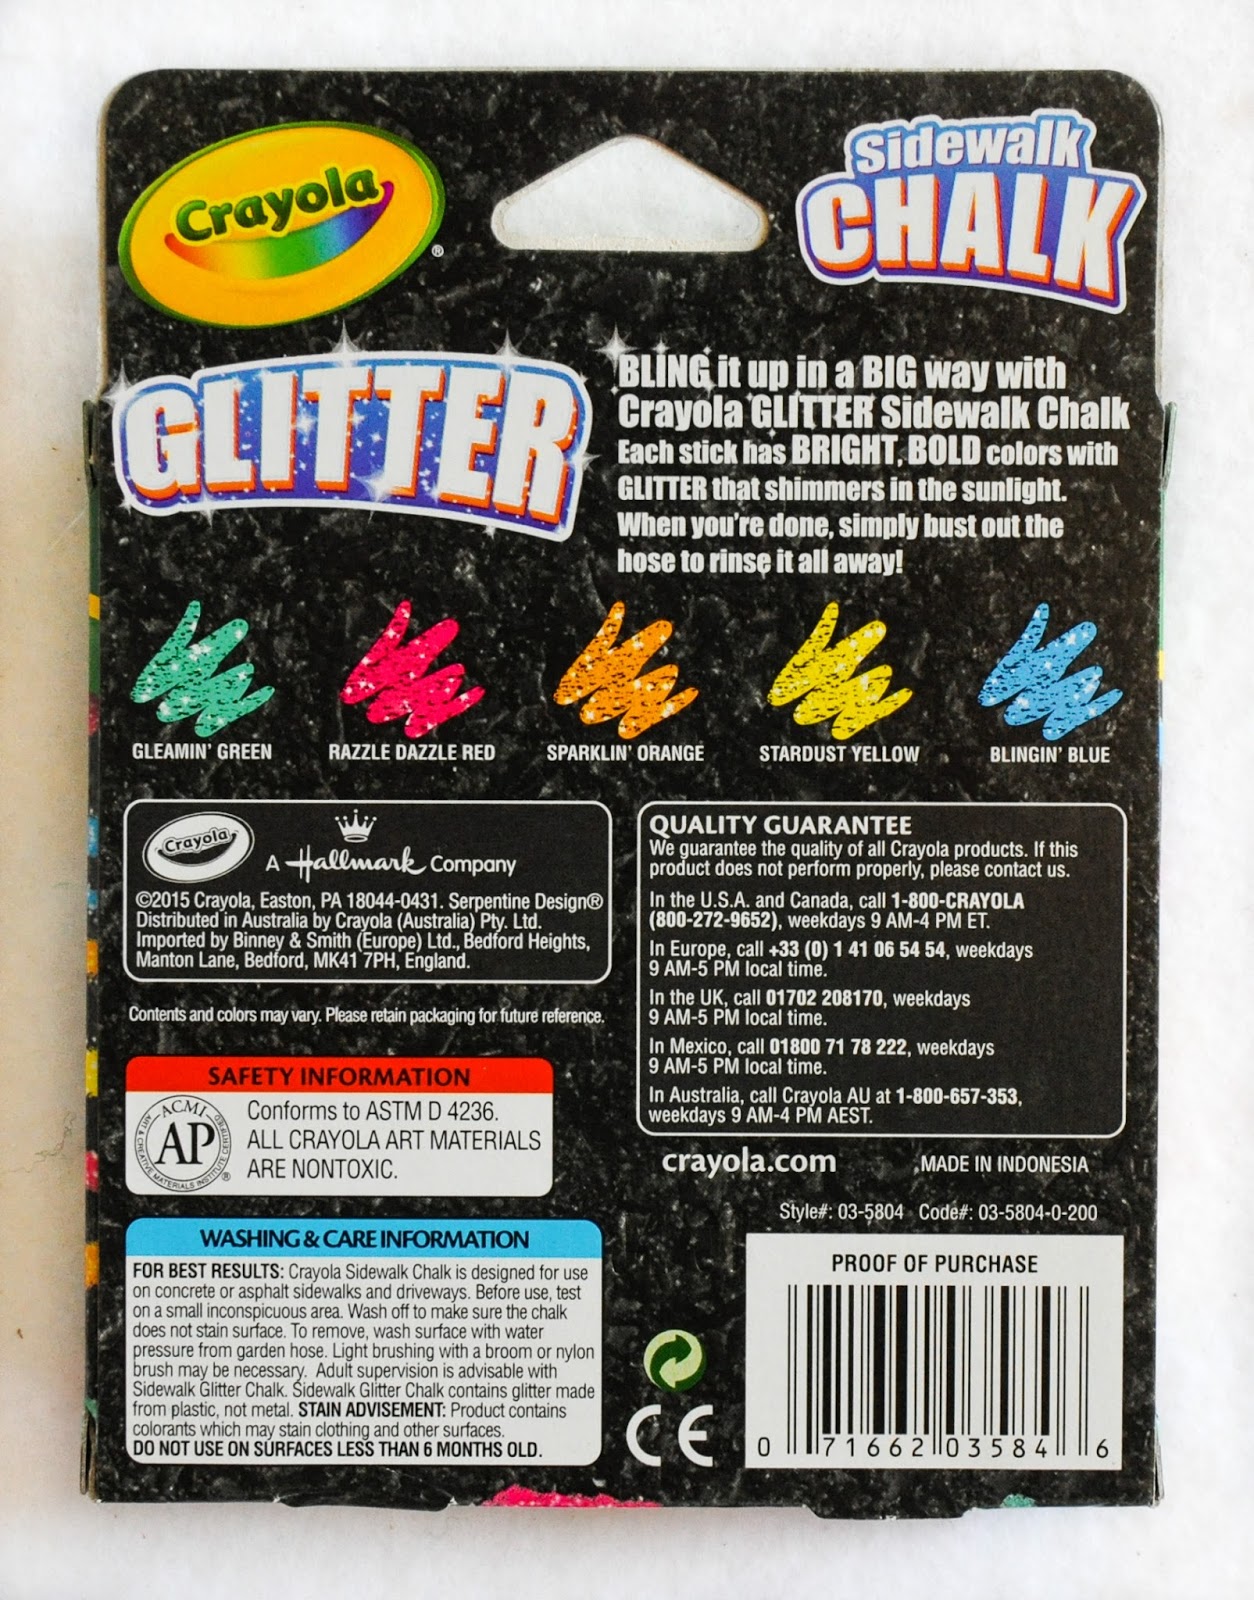 Crayola
®
Sidewalk
CHALK
GLITTER
BLING it up in a BIG way with
Crayola GLITTER Sidewalk Chalk
Each stick has BRIGHT, BOLD colors with
GLITTER that shimmers in the sunlight.
When you're done, simply bust out the
hose to rinse it all away!
GLEAMIN' GREEN
RAZZLE DAZZLE RED
SPARKLIN' ORANGE
STARDUST YELLOW
BLINGIN' BLUE
Crayola
A Hallmark Company
©2015 Crayola, Easton, PA 18044-0431. Serpentine Design®
Distributed in Australia by Crayola (Australia) Pty. Ltd.
Imported by Binney & Smith (Europe) Ltd., Bedford Heights,
Manton Lane, Bedford, MK41 7PH, England.
Contents and colors may vary. Please retain packaging for future reference.
QUALITY GUARANTEE
We guarantee the quality of all Crayola products. If this
product does not perform properly, please contact us.
In the U.S.A. and Canada, call 1-800-CRAYOLA
(800-272-9652), weekdays 9 AM-4 PM ET.
In Europe, call +33 (0) 1 41 06 54 54, weekdays
9 AM-5 PM local time.
In the UK, call 01702 208170, weekdays
9 AM-5 PM local time.
In Mexico, call 01800 71 78 222, weekdays
9 AM-5 PM local time.
In Australia, call Crayola AU at 1-800-657-353,
weekdays 9 AM-4 PM AEST.
SAFETY INFORMATION
ACMI
AP
ART & CREATIVE MATERIALS INSTITUTE CERTIFIED
®
Conforms to ASTM D 4236.
ALL CRAYOLA ART MATERIALS
ARE NONTOXIC.
crayola.com
MADE IN INDONESIA
Style#: 03-5804 Code#: 03-5804-0-200
WASHING & CARE INFORMATION
FOR BEST RESULTS: Crayola Sidewalk Chalk is designed for use
on concrete or asphalt sidewalks and driveways. Before use, test
on a small inconspicuous area. Wash off to make sure the chalk
does not stain surface. To remove, wash surface with water
pressure from garden hose. Light brushing with a broom or nylon
brush may be necessary. Adult supervision is advisable with
Sidewalk Glitter Chalk. Sidewalk Glitter Chalk contains glitter made
from plastic, not metal. STAIN ADVISEMENT: Product contains
colorants which may stain clothing and other surfaces.
DO NOT USE ON SURFACES LESS THAN 6 MONTHS OLD.
CE
PROOF OF PURCHASE
0 71662 03584 6